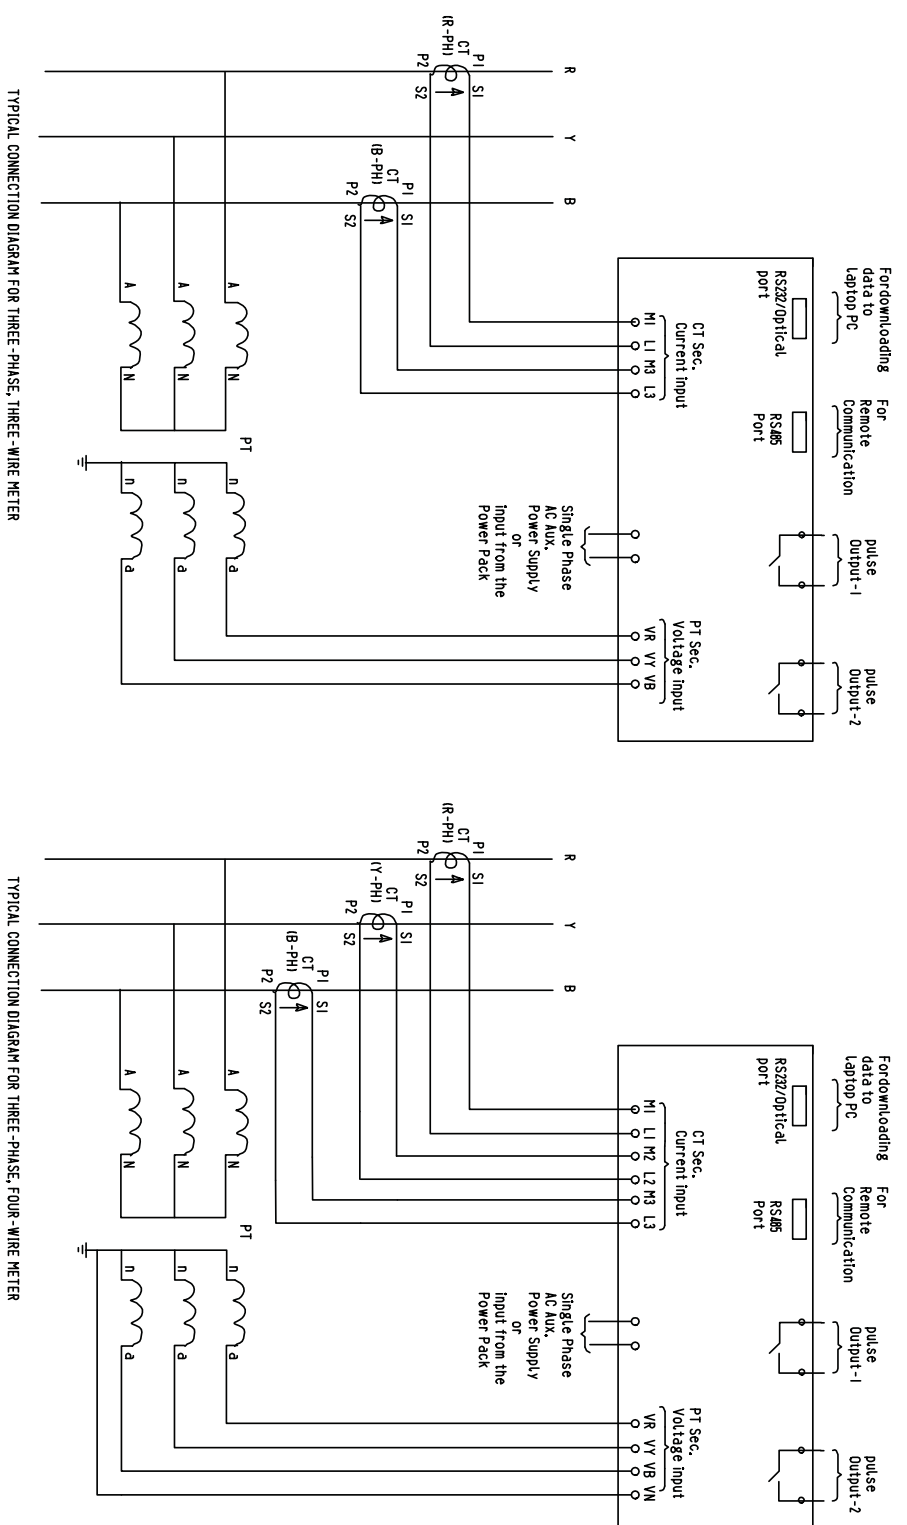 Fordownloading
data to
laptop PC
For
Remote
Communication
pulse
Output-1
pulse
Output-2
RS232/Optical
port
RS485
Port
CT Sec.
Current input
M1 L1 M3 L3
Single Phase
AC Aux.
Power Supply
or
input from the
Power Pack
PT Sec.
Voltage input
VR VY VB
R
P1 S1
CT
(R-PH)
P2 S2
Y
B
P1 S1
CT
(B-PH)
P2 S2
PT
A N n a
A N n a
A N n a
TYPICAL CONNECTION DIAGRAM FOR THREE-PHASE, THREE-WIRE METER
Fordownloading
data to
laptop PC
For
Remote
Communication
pulse
Output-1
pulse
Output-2
RS232/Optical
port
RS485
Port
CT Sec.
Current input
M1 L1 M2 L2 M3 L3
Single Phase
AC Aux.
Power Supply
or
input from the
Power Pack
PT Sec.
Voltage input
VR VY VB VN
R
P1 S1
CT
(R-PH)
P2 S2
Y
P1 S1
CT
(Y-PH)
P2 S2
B
P1 S1
CT
(B-PH)
P2 S2
PT
A N n a
A N n a
A N n a
TYPICAL CONNECTION DIAGRAM FOR THREE-PHASE, FOUR-WIRE METER